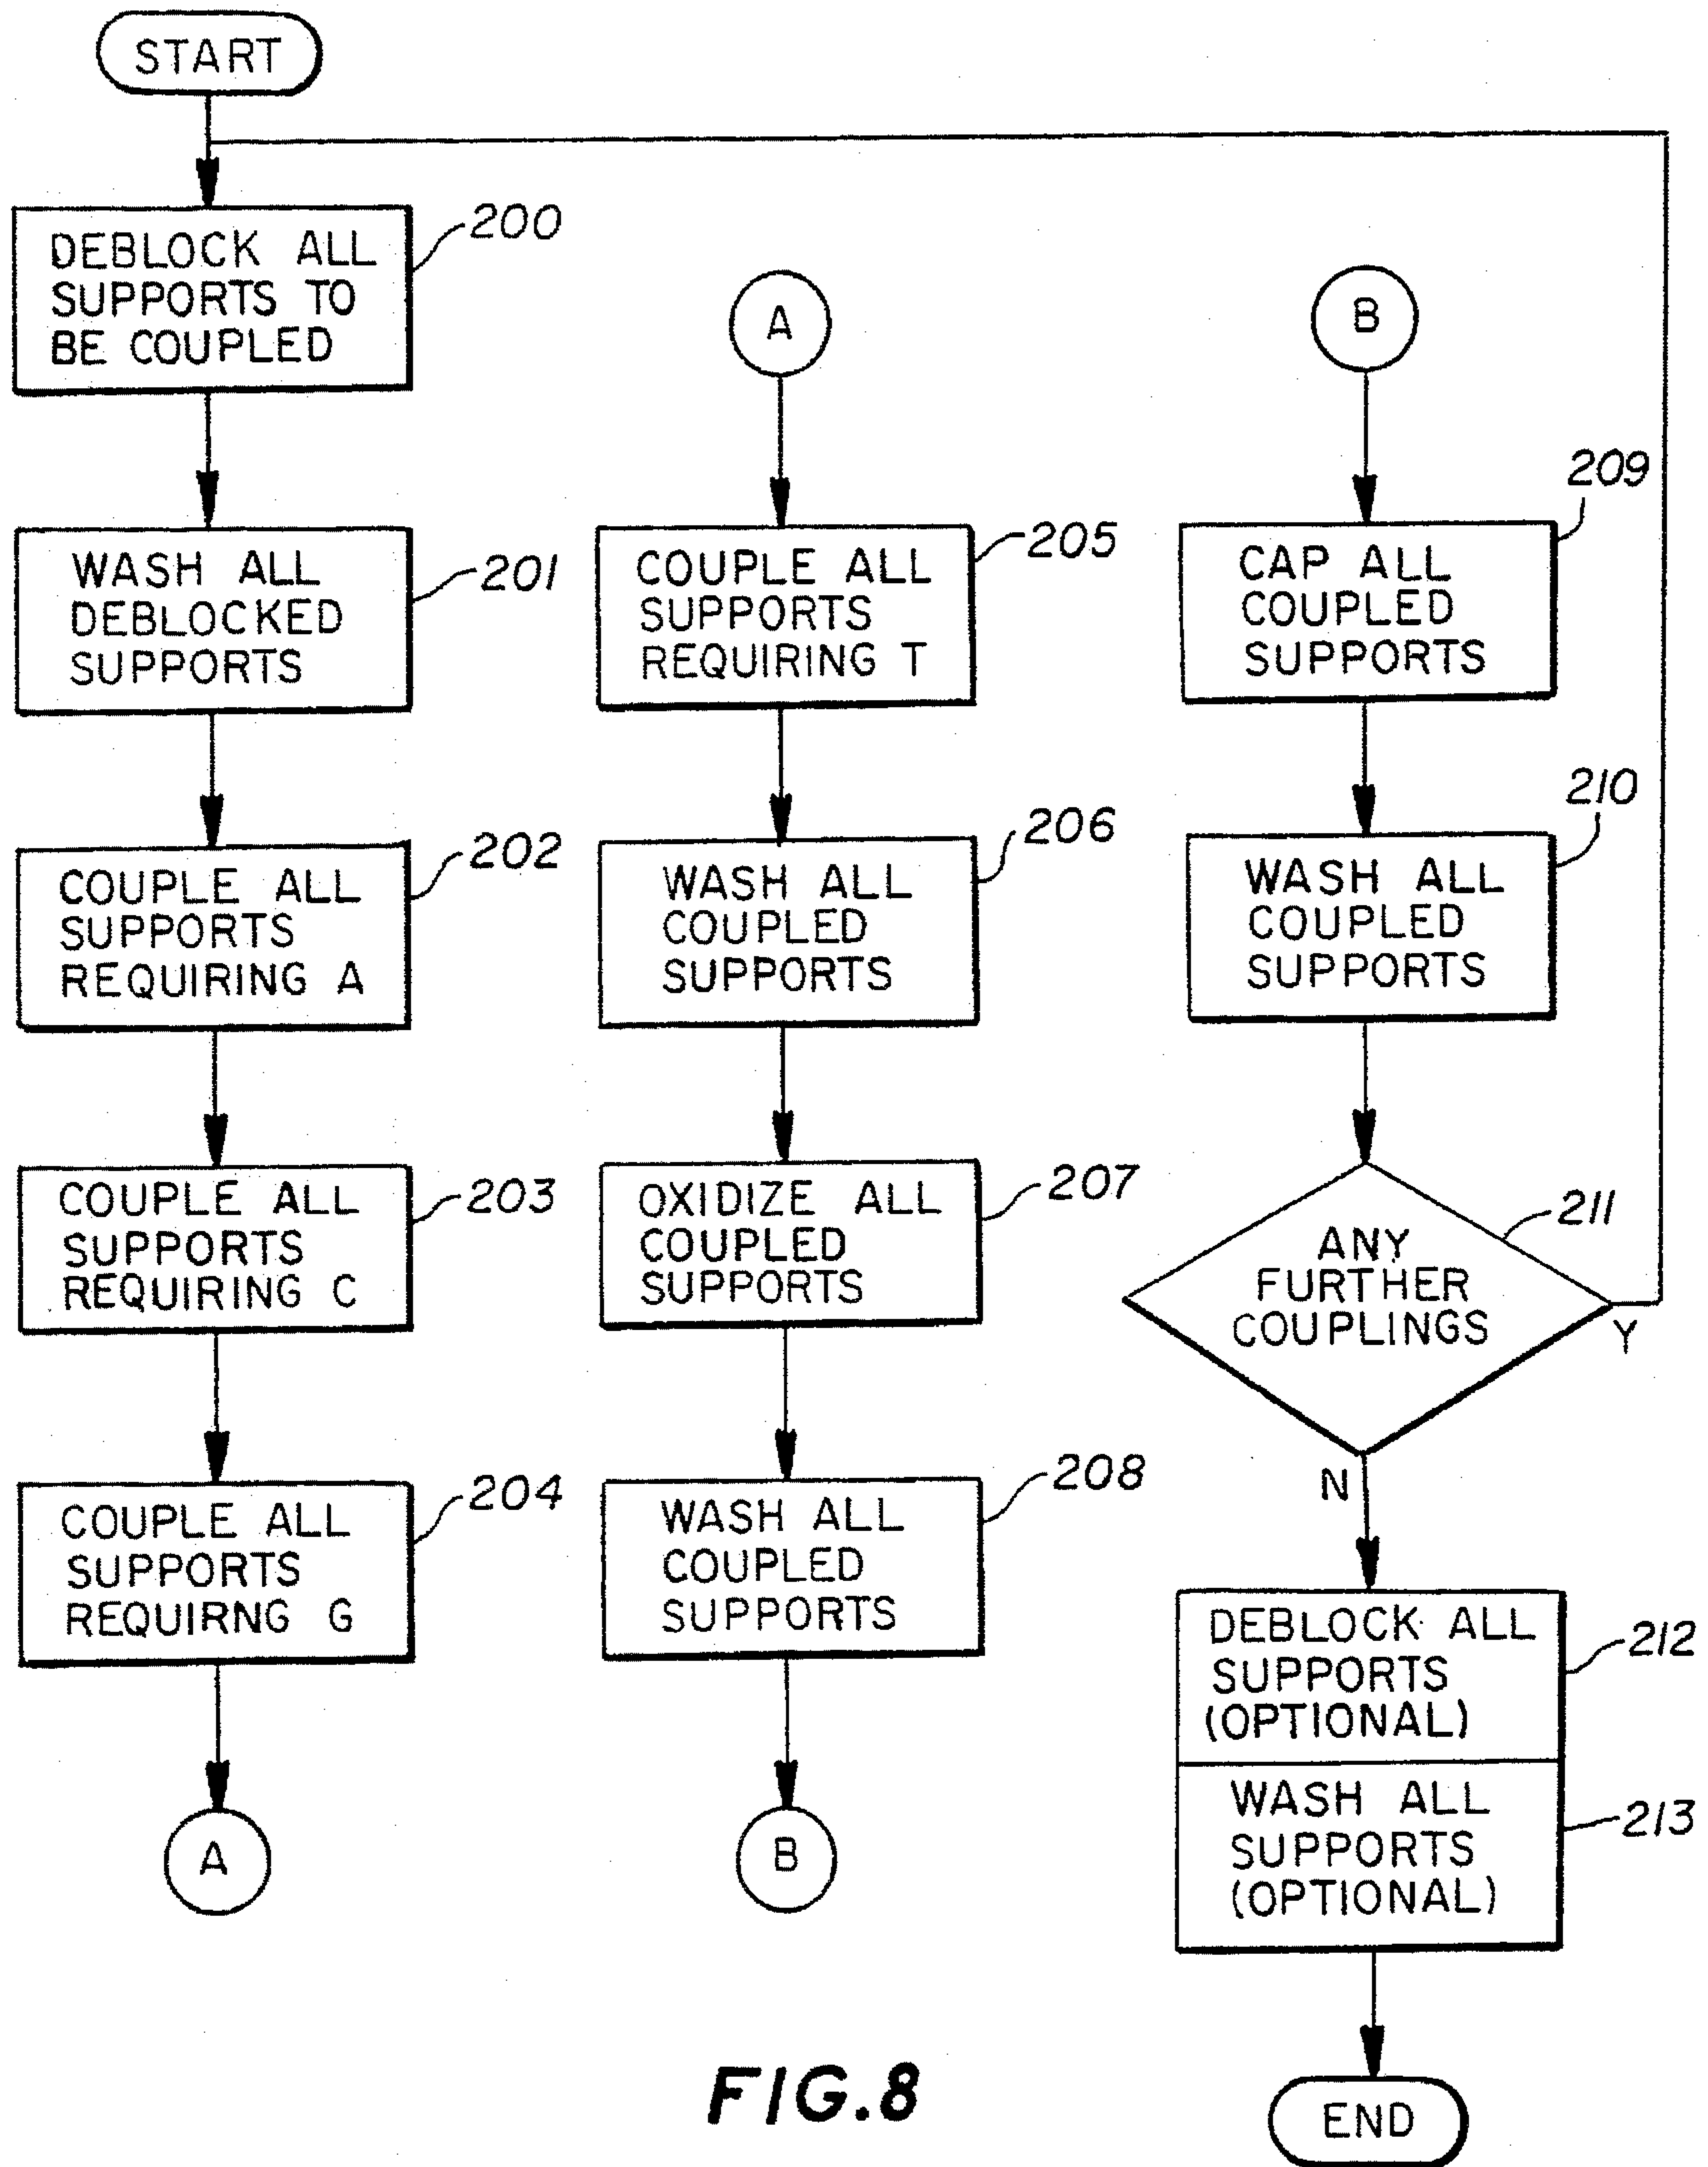 START
DEBLOCK ALL
SUPPORTS TO
BE COUPLED
200
WASH ALL
DEBLOCKED
SUPPORTS
201
COUPLE ALL
SUPPORTS
REQUIRING A
202
COUPLE ALL
SUPPORTS
REQUIRING C
203
COUPLE ALL
SUPPORTS
REQUIRNG G
204
A
A
COUPLE ALL
SUPPORTS
REQUIRING T
205
WASH ALL
COUPLED
SUPPORTS
206
OXIDIZE ALL
COUPLED
SUPPORTS
207
WASH ALL
COUPLED
SUPPORTS
208
B
B
CAP ALL
COUPLED
SUPPORTS
209
WASH ALL
COUPLED
SUPPORTS
210
ANY
FURTHER
COUPLINGS
211
Y
N
DEBLOCK ALL
SUPPORTS
(OPTIONAL)
212
WASH ALL
SUPPORTS
(OPTIONAL)
213
END
FIG.8